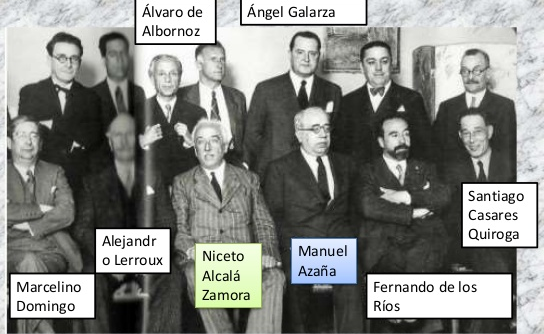 Álvaro de
Albornoz
Ángel Galarza
Alejandr
o Lerroux
Niceto
Alcalá
Zamora
Manuel
Azaña
Santiago
Casares
Quiroga
Marcelino
Domingo
Fernando de los
Ríos